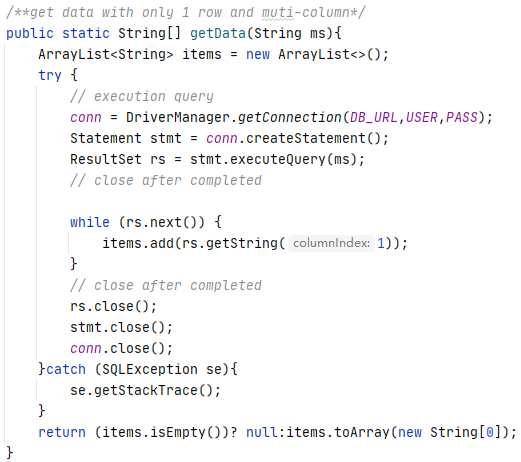 /**get data with only 1 row and muti-column*/
public static String[] getData(String ms){
    ArrayList<String> items = new ArrayList<>();
    try {
        // execution query
        conn = DriverManager.getConnection(DB_URL,USER,PASS);
        Statement stmt = conn.createStatement();
        ResultSet rs = stmt.executeQuery(ms);
        // close after completed
        while (rs.next()) {
            items.add(rs.getString( columnIndex: 1));
        }
        // close after completed
        rs.close();
        stmt.close();
        conn.close();
    }catch (SQLException se){
        se.getStackTrace();
    }
    return (items.isEmpty())? null:items.toArray(new String[0]);
}